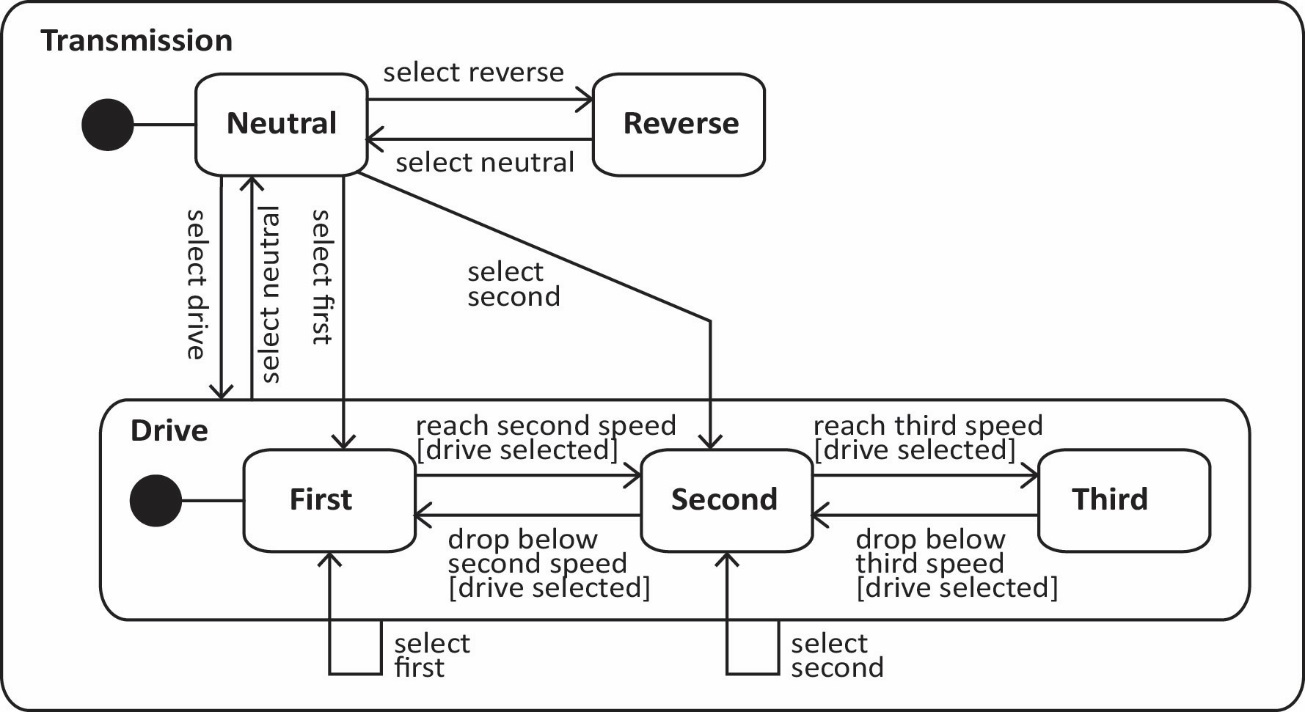 Transmission
select reverse
Neutral
Reverse
select neutral
select drive
select neutral
select first
select
second
Drive
reach second speed
[drive selected]
reach third speed
[drive selected]
First
Second
Third
drop below
second speed
[drive selected]
drop below
third speed
[drive selected]
select
first
select
second